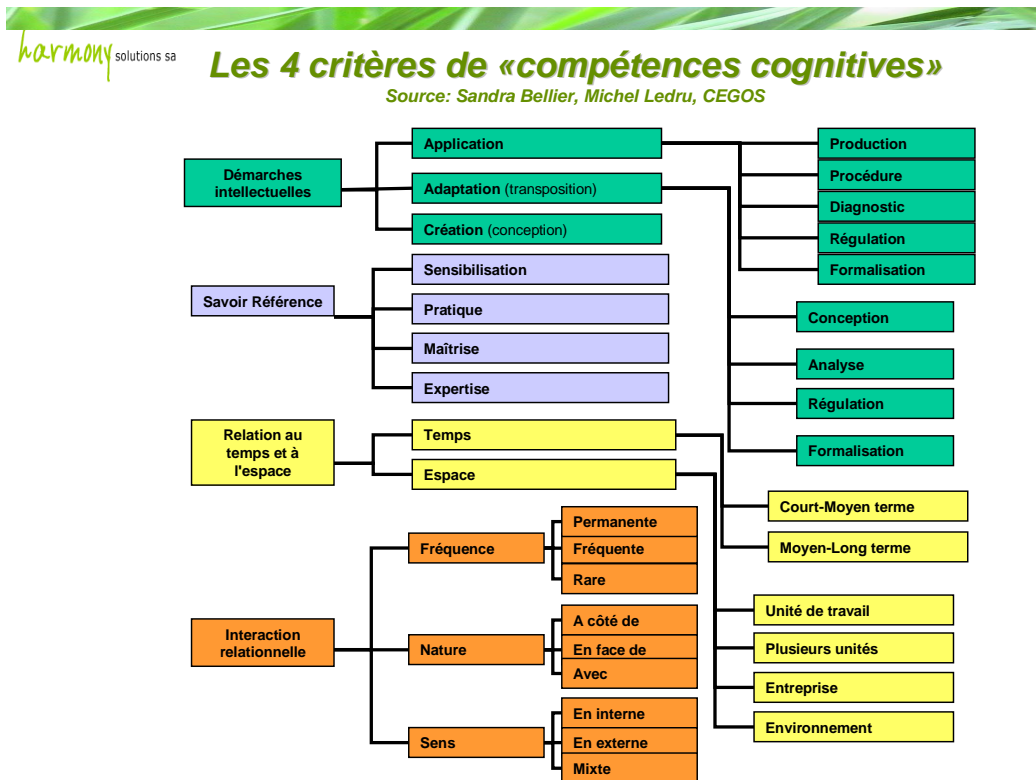 harmony solutions sa
Les 4 critères de «compétences cognitives»
Source: Sandra Bellier, Michel Ledru, CEGOS
Démarches
intellectuelles
Application
Adaptation (transposition)
Création (conception)
Production
Procédure
Diagnostic
Régulation
Formalisation
Conception
Analyse
Régulation
Formalisation
Savoir Référence
Sensibilisation
Pratique
Maîtrise
Expertise
Relation au
temps et à
l'espace
Temps
Espace
Court-Moyen terme
Moyen-Long terme
Unité de travail
Plusieurs unités
Entreprise
Environnement
Interaction
relationnelle
Fréquence
Permanente
Fréquente
Rare
Nature
A côté de
En face de
Avec
Sens
En interne
En externe
Mixte